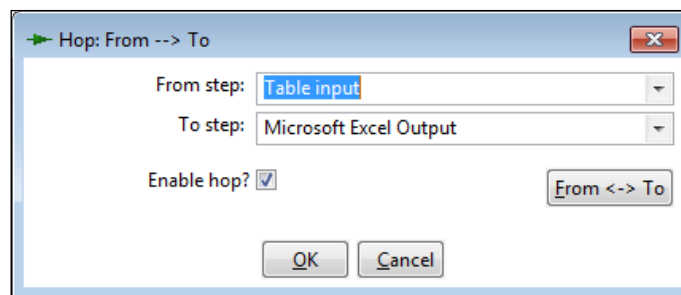 Hop: From --> To
From step: Table input
To step: Microsoft Excel Output
Enable hop? From <-> To
OK Cancel